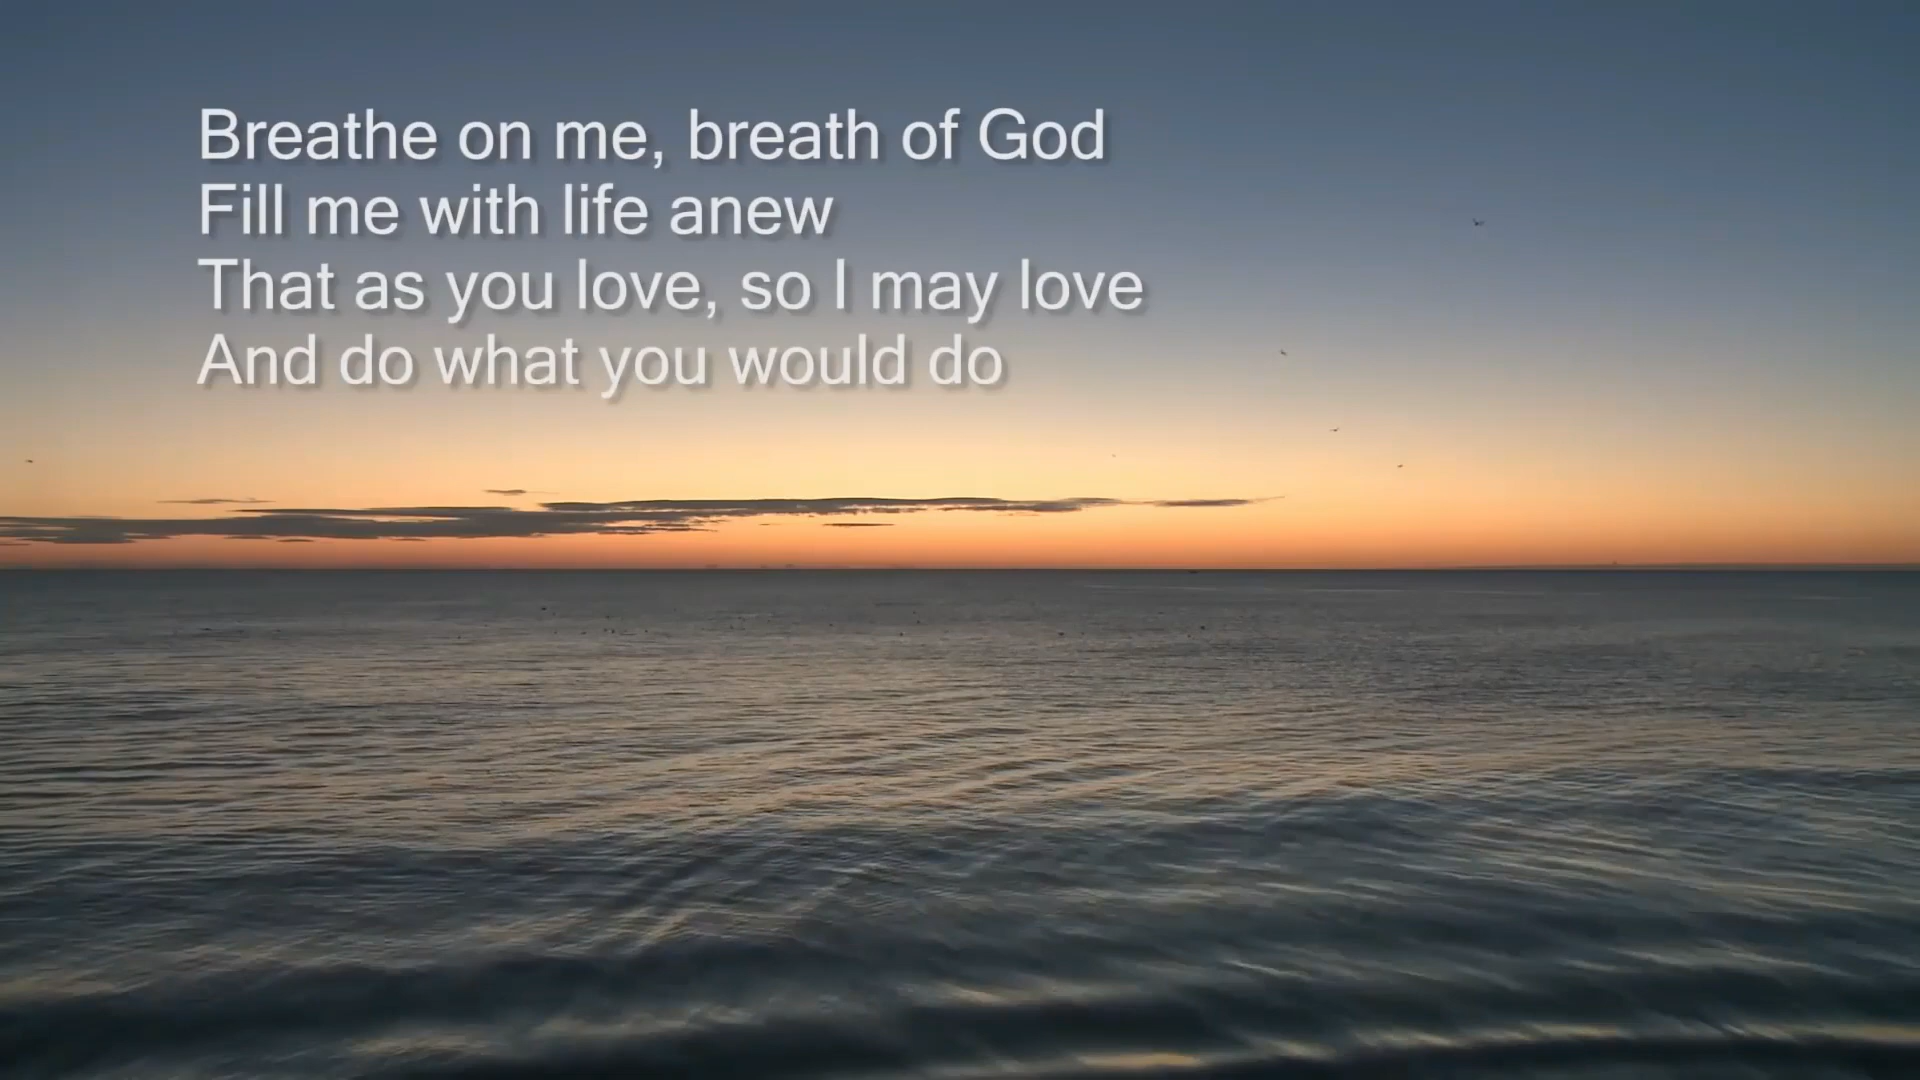 Breathe on me, breath of God
Fill me with life anew
That as you love, so I may love
And do what you would do